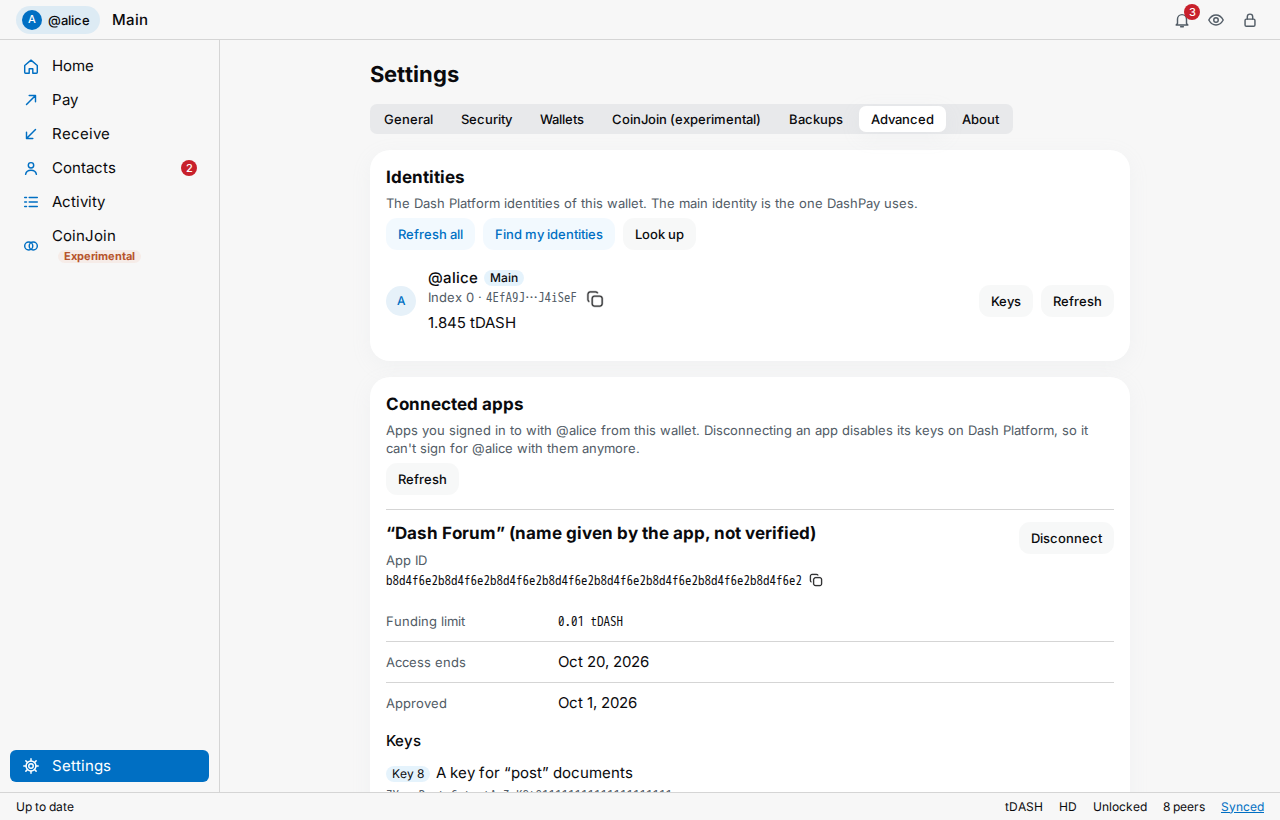 A @alice Main 3
Home
Pay
Receive
Contacts 2
Activity
CoinJoin
Experimental
Settings
Settings
General Security Wallets CoinJoin (experimental) Backups Advanced About
Identities
The Dash Platform identities of this wallet. The main identity is the one DashPay uses.
Refresh all Find my identities Look up
A
@alice Main
Index 0 · 4EfA9J⋯J4iSeF
1.845 tDASH
Keys Refresh
Connected apps
Apps you signed in to with @alice from this wallet. Disconnecting an app disables its keys on Dash Platform, so it
can't sign for @alice with them anymore.
Refresh
“Dash Forum” (name given by the app, not verified)
Disconnect
App ID
b8d4f6e2b8d4f6e2b8d4f6e2b8d4f6e2b8d4f6e2b8d4f6e2b8d4f6e2b8d4f6e2
Funding limit 0.01 tDASH
Access ends Oct 20, 2026
Approved Oct 1, 2026
Keys
Key 8 A key for “post” documents
Up to date
tDASH HD Unlocked 8 peers Synced